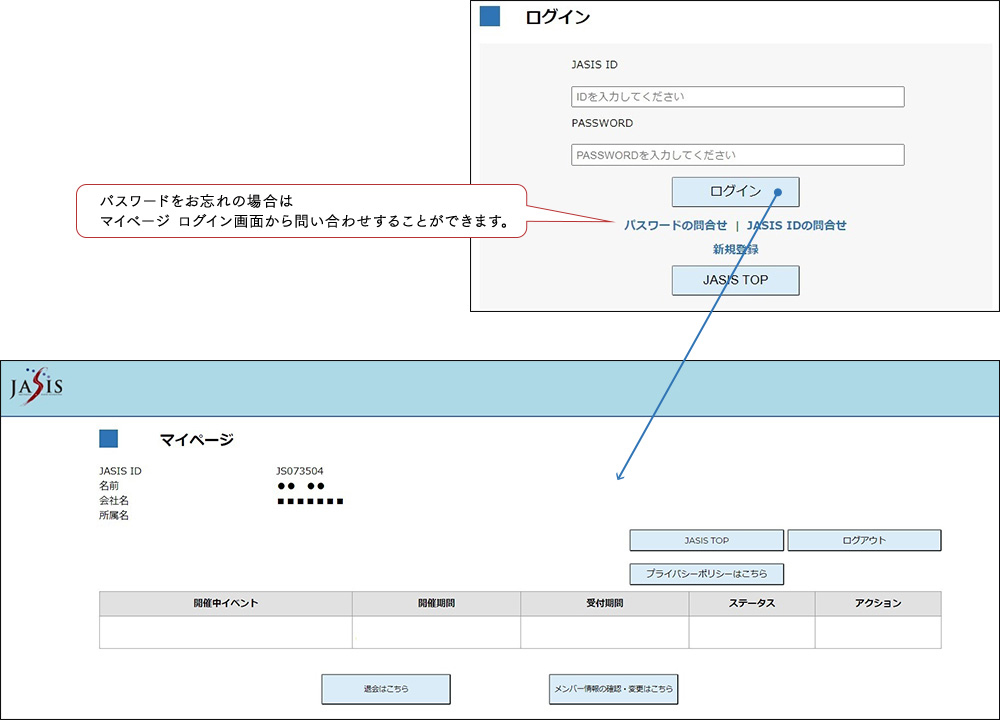 ログイン
JASIS ID
IDを入力してください
PASSWORD
PASSWORDを入力してください
ログイン
パスワードをお忘れの場合は
マイページ ログイン画面から問い合わせすることができます。
パスワードの問合せ | JASIS IDの問合せ
新規登録
JASIS TOP
JASIS
マイページ
JASIS ID JS073504
名前 ●● ●●
会社名 ■■■■■■■
所属名
JASIS TOP ログアウト
プライバシーポリシーはこちら
開催中イベント 開催期間 受付期間 ステータス アクション
退会はこちら メンバー情報の確認・変更はこちら